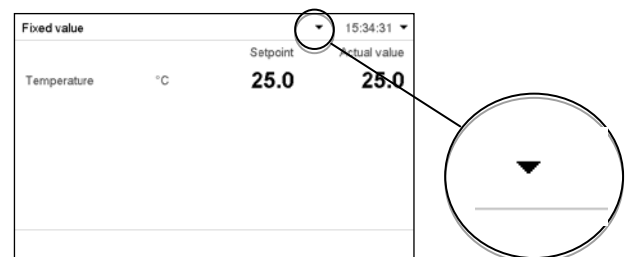 Fixed value 15:34:31
Setpoint Actual value
Temperature °C 25.0 25.0